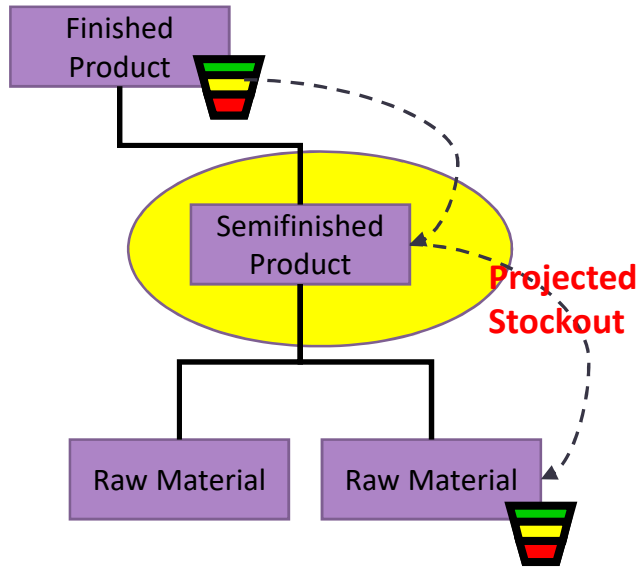 Finished
Product
Semifinished
Product
Projected
Stockout
Raw Material
Raw Material